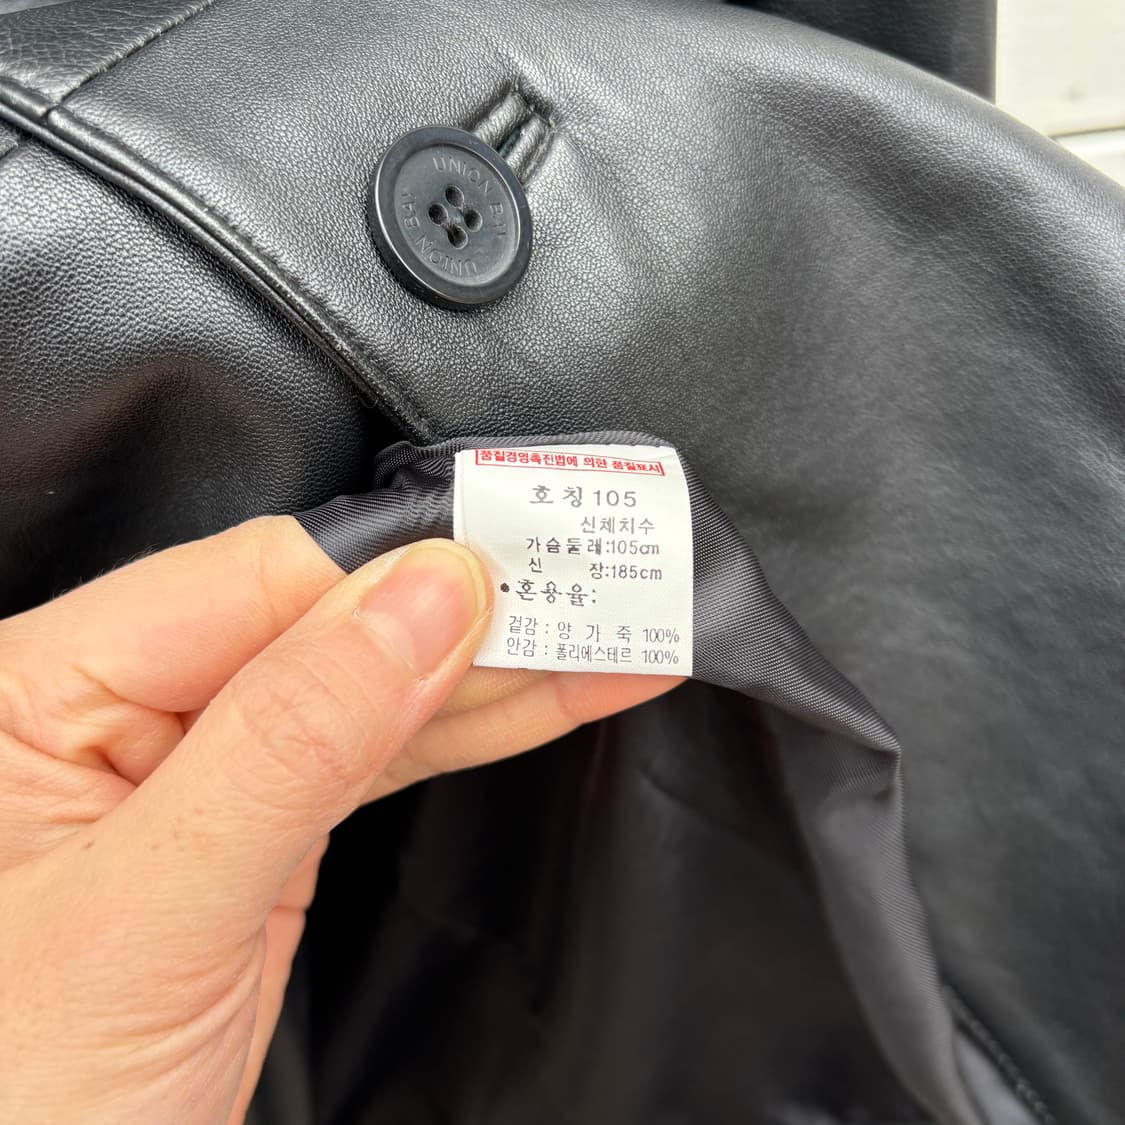 UNION BAY
UNION BAY
품질경영촉진법에 의한 품질표시
호칭 105
신체치수
가슴둘레:105cm
신 장:185cm
•혼용율:
겉감 : 양 가 죽 100%
안감 : 폴리에스테르 100%